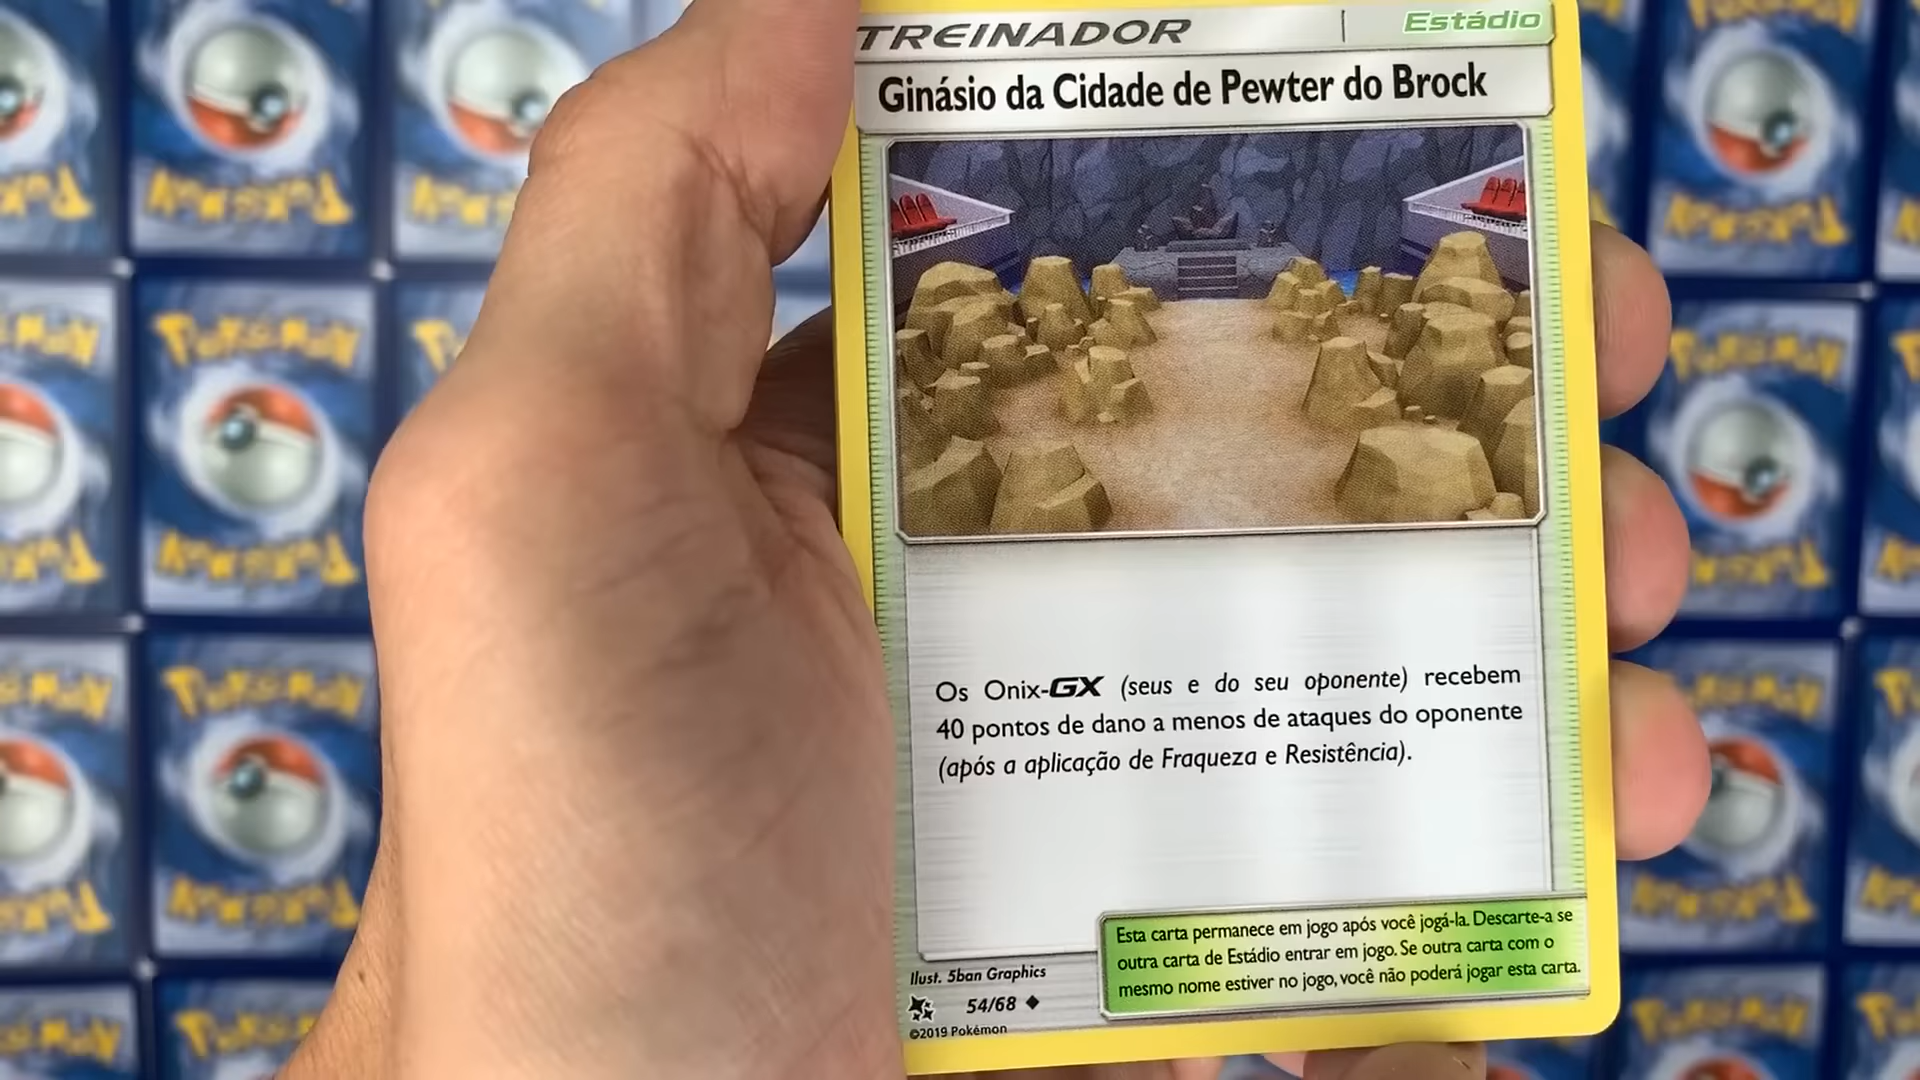 TREINADOR
Estádio
Ginásio da Cidade de Pewter do Brock
Os Onix-GX (seus e do seu oponente) recebem
40 pontos de dano a menos de ataques do oponente
(após a aplicação de Fraqueza e Resistência).
Esta carta permanece em jogo após você jogá-la. Descarte-a se
outra carta de Estádio entrar em jogo. Se outra carta com o
mesmo nome estiver no jogo, você não poderá jogar esta carta.
Ilust. 5ban Graphics
54/68
©2019 Pokémon